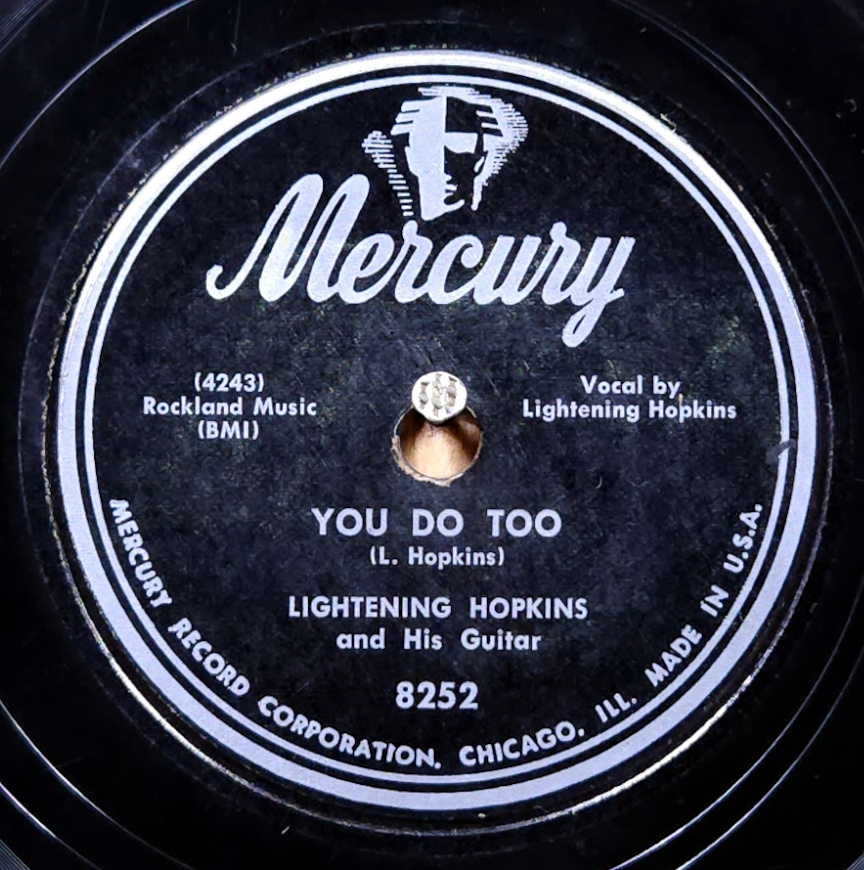 Mercury
(4243)
Rockland Music
(BMI)
Vocal by
Lightening Hopkins
YOU DO TOO
(L. Hopkins)
LIGHTENING HOPKINS
and His Guitar
8252
MERCURY RECORD CORPORATION. CHICAGO. ILL. MADE IN U.S.A.